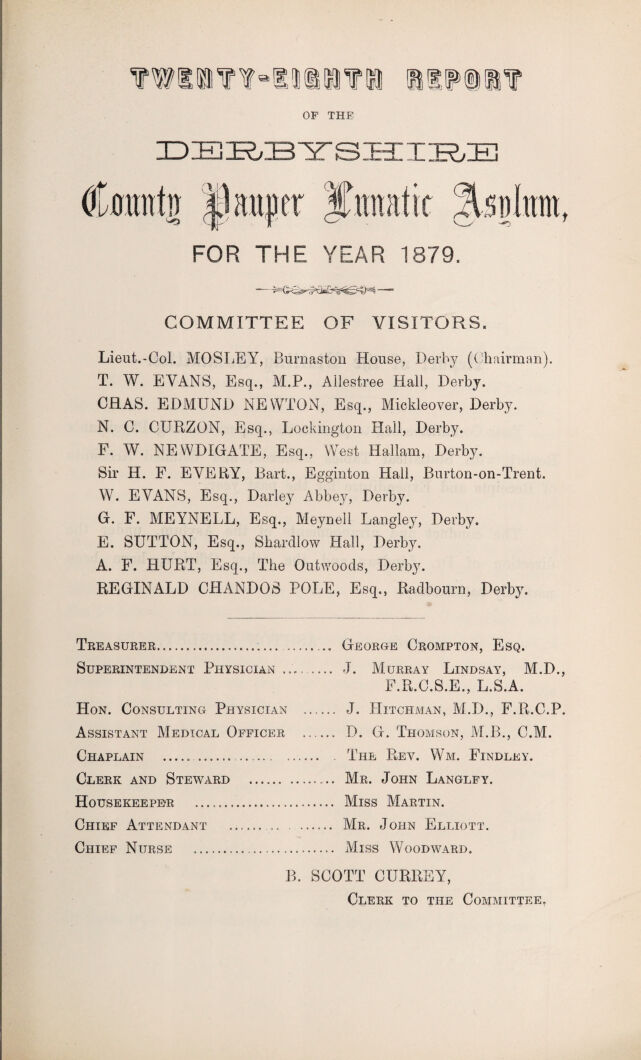 TWENTY-EIGHTH REPORT
OF THE
DERBYSHIRE
County Pauper Lunatic Asylum,
FOR THE YEAR 1879.
COMMITTEE OF VISITORS.
Lieut.-Col. MOSLEY, Burnaston House, Derby (Chairman).
T. W. EVANS, Esq., M.P., Allestree Hall, Derby.
CHAS. EDMUND NEWTON, Esq., Mickleover, Derby.
N. C. CURZON, Esq., Lockington Hall, Derby.
F. W. NEWDIGATE, Esq., West Hallam, Derby.
Sir H. F. EVERY, Bart., Egginton Hall, Burton-on-Trent.
W. EVANS, Esq., Darley Abbey, Derby.
G. F. MEYNELL, Esq., Meynell Langley, Derby.
E. SUTTON, Esq., Shardlow Hall, Derby.
A. F. HURT, Esq., The Outwoods, Derby.
REGINALD CHANDOS POLE, Esq., Radbourn, Derby.
TREASURER.............................. GEORGE CROMPTON, ESQ.
SUPERINTENDENT PHYSICIAN ......... J. MURRAY LINDSAY, M.D.,
F.R.C.S.E., L.S.A.
HON. CONSULTING PHYSICIAN ...... J. HITCHMAN, M.D., F.R.C.P.
ASSISTANT MEDICAL OFFICER ...... D. G. THOMSON, M.B., C.M.
CHAPLAIN .......................... THE REV. WM. FINDLEY.
CLERK AND STEWARD ............... MR. JOHN LANGLEY.
HOUSEKEEPER ........................ MISS MARTIN.
CHIEF ATTENDANT .................. MR. JOHN ELLIOTT.
CHIEF NURSE ........................ MISS WOODWARD.
B. SCOTT CURREY,
CLERK TO THE COMMITTEE.